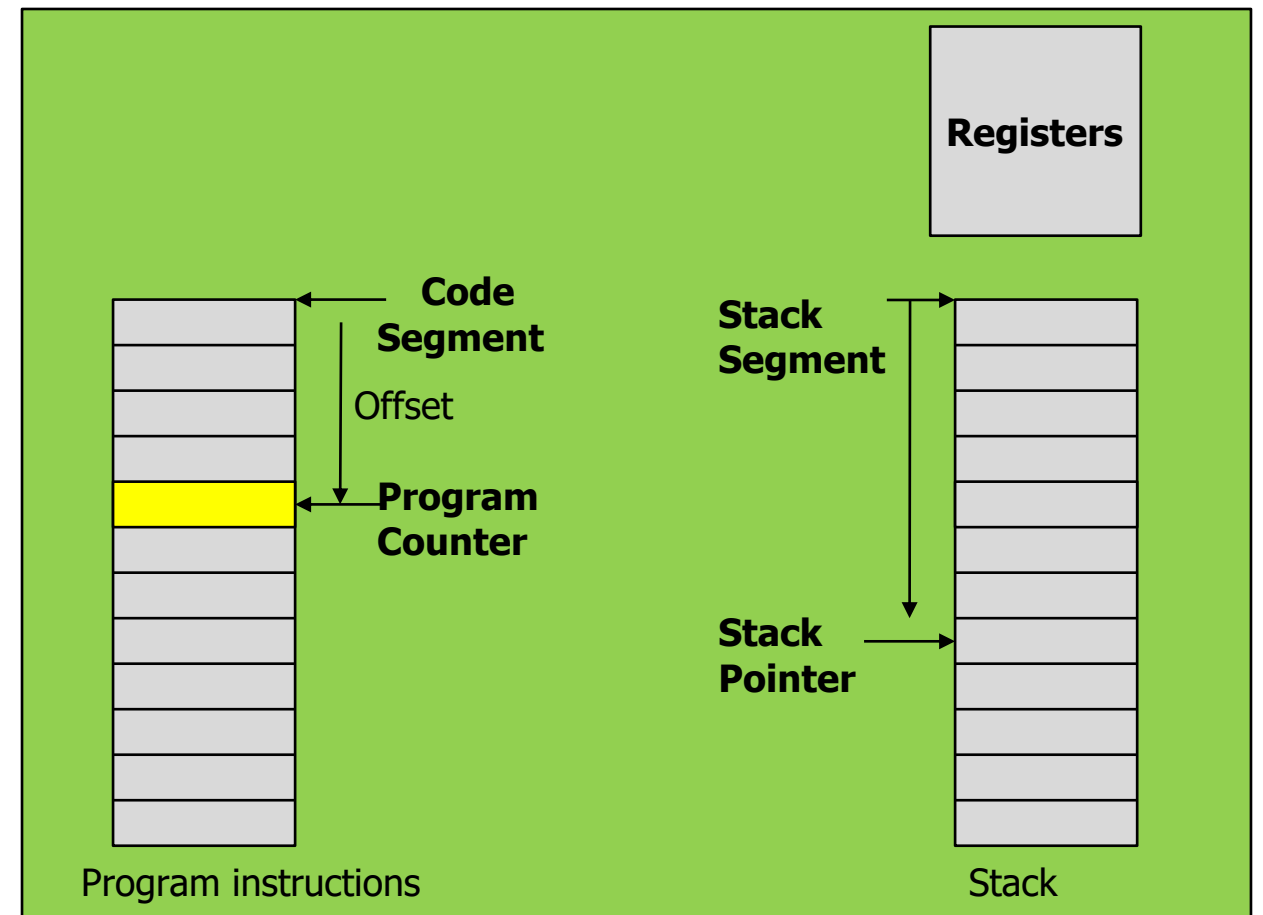 Registers
Code
Segment
Offset
Program
Counter
Program instructions
Stack
Segment
Stack
Pointer
Stack